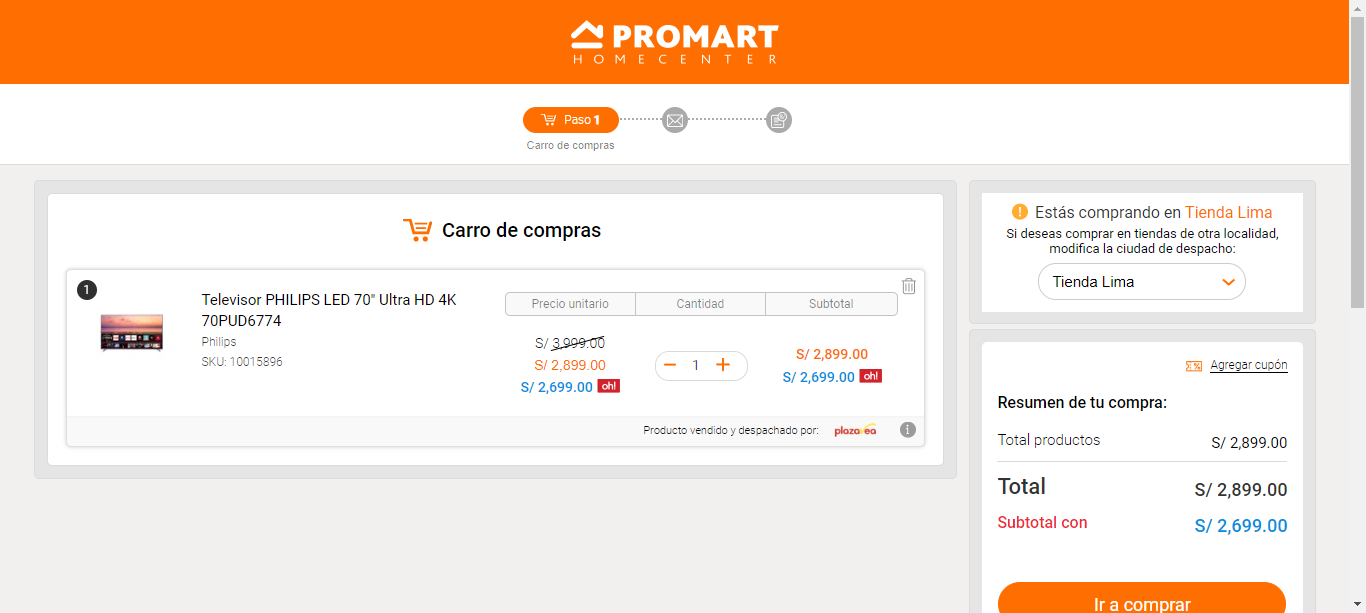 PROMART
HOMECENTER
Paso 1
Carro de compras
Carro de compras
1
Televisor PHILIPS LED 70" Ultra HD 4K
70PUD6774
Philips
SKU: 10015896
Precio unitario
Cantidad
Subtotal
S/ 3,999.00
S/ 2,899.00
S/ 2,699.00 oh!
1
S/ 2,899.00
S/ 2,699.00 oh!
Producto vendido y despachado por: plazavea
Estás comprando en Tienda Lima
Si deseas comprar en tiendas de otra localidad,
modifica la ciudad de despacho:
Tienda Lima
Agregar cupón
Resumen de tu compra:
Total productos S/ 2,899.00
Total S/ 2,899.00
Subtotal con S/ 2,699.00
Ir a comprar